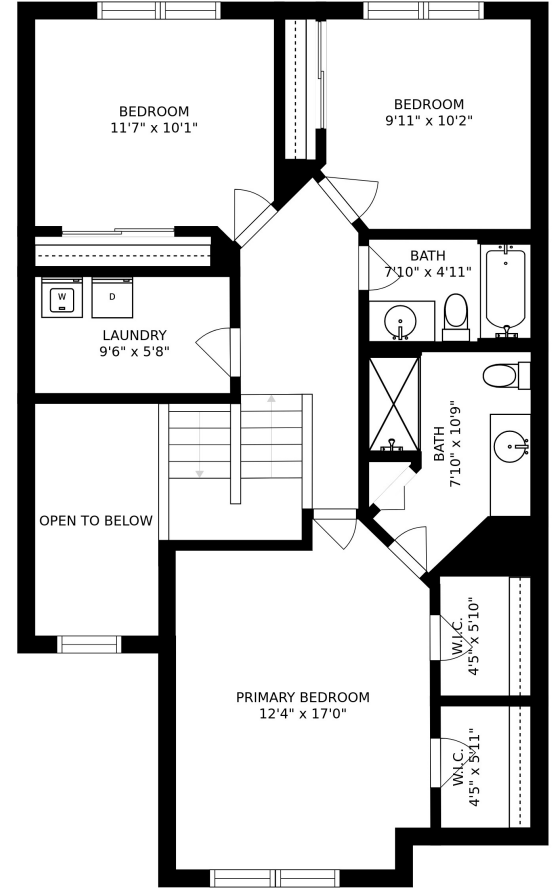 BEDROOM
11'7" x 10'1"
BEDROOM
9'11" x 10'2"
BATH
7'10" x 4'11"
W
D
LAUNDRY
9'6" x 5'8"
BATH
7'10" x 10'9"
OPEN TO BELOW
W.I.C.
4'5" x 5'10"
PRIMARY BEDROOM
12'4" x 17'0"
W.I.C.
4'5" x 5'11"